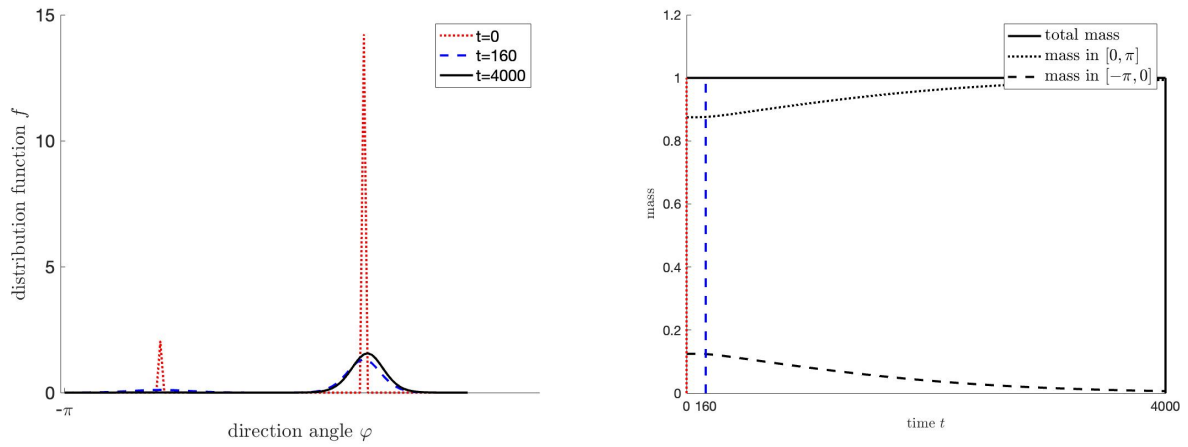 15
10
5
0
-π
distribution function f
direction angle φ
t=0
t=160
t=4000
1.2
1
0.8
0.6
0.4
0.2
0
0 160
4000
mass
time t
total mass
mass in [0, π]
mass in [-π, 0]